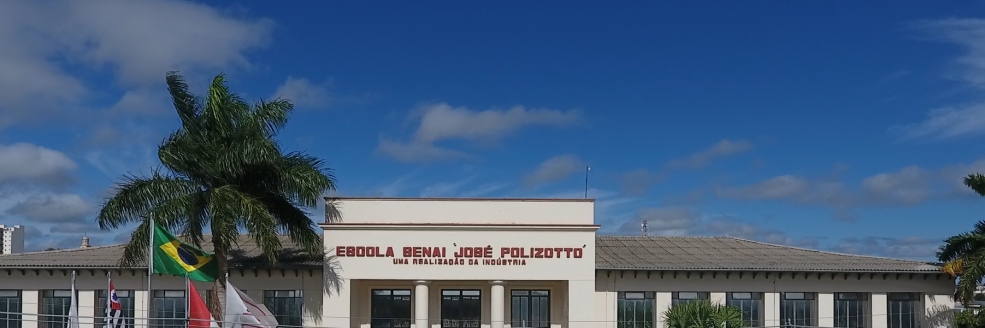 ESCOLA SENAI "JOSÉ POLIZOTTO"
UMA REALIZAÇÃO DA INDÚSTRIA